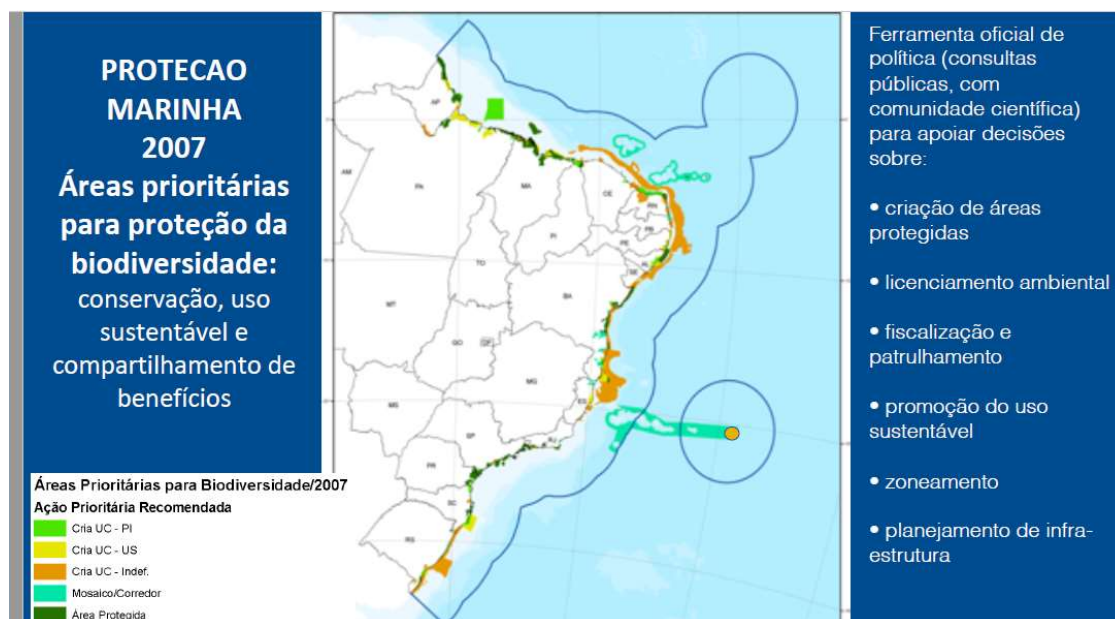 PROTECAO
MARINHA
2007
Áreas prioritárias
para proteção da
biodiversidade:
conservação, uso
sustentável e
compartilhamento de
benefícios
Áreas Prioritárias para Biodiversidade/2007
Ação Prioritária Recomendada
Cria UC - PI
Cria UC - US
Cria UC - Indef.
Mosaico/Corredor
Área Protegida
AP
AM
PA
MA
CE
RN
PB
PI
PE
AL
SE
TO
BA
MT
GO
DF
MG
ES
MS
SP
RJ
PR
SC
RS
Ferramenta oficial de
política (consultas
públicas, com
comunidade científica)
para apoiar decisões
sobre:
• criação de áreas
protegidas
• licenciamento ambiental
• fiscalização e
patrulhamento
• promoção do uso
sustentável
• zoneamento
• planejamento de infra-
estrutura